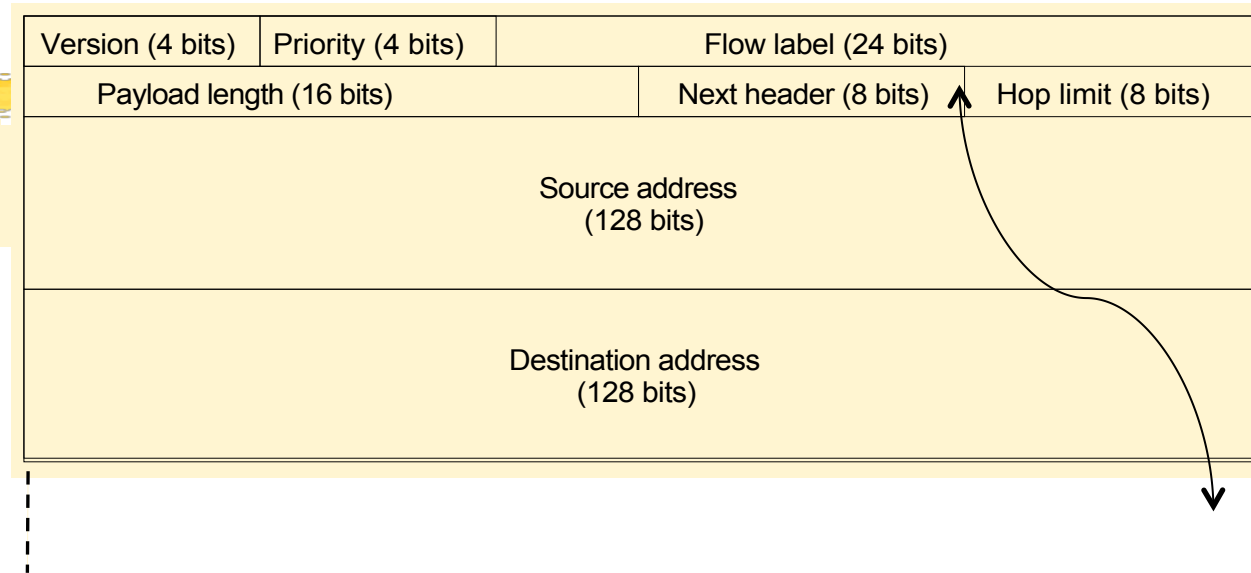 Version (4 bits) Priority (4 bits) Flow label (24 bits)
Payload length (16 bits) Next header (8 bits) Hop limit (8 bits)
Source address
(128 bits)
Destination address
(128 bits)